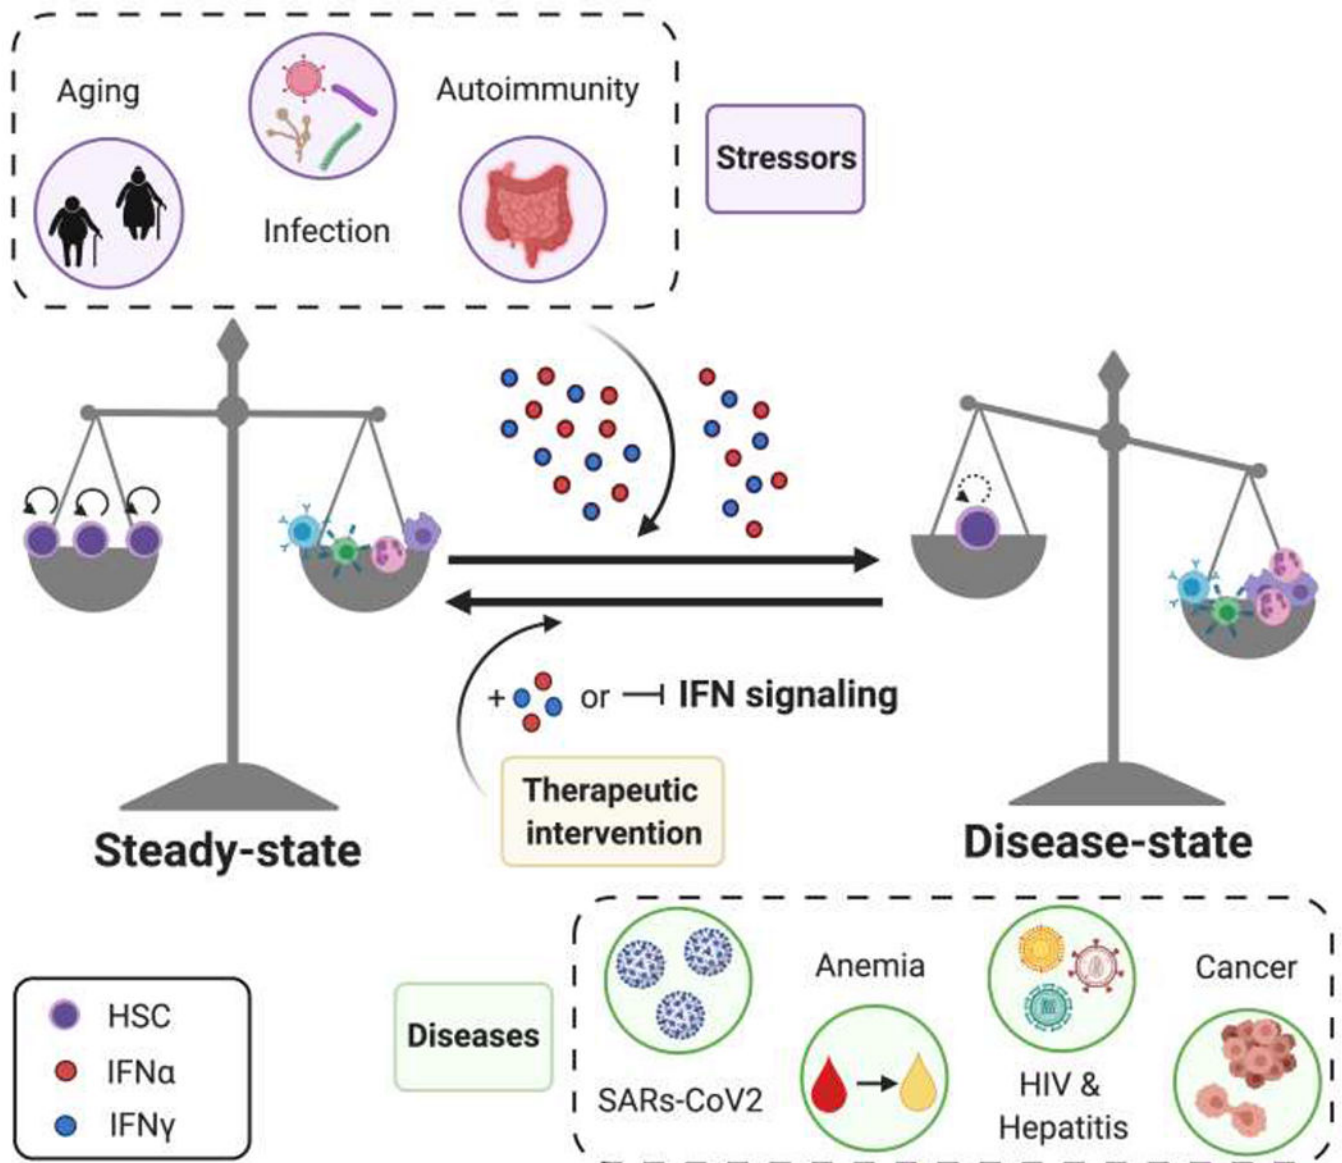 Aging
Infection
Autoimmunity
Stressors
+ or ⊣ IFN signaling
Therapeutic
intervention
Steady-state
Disease-state
HSC
IFNα
IFNγ
Diseases
SARs-CoV2
Anemia
HIV &
Hepatitis
Cancer